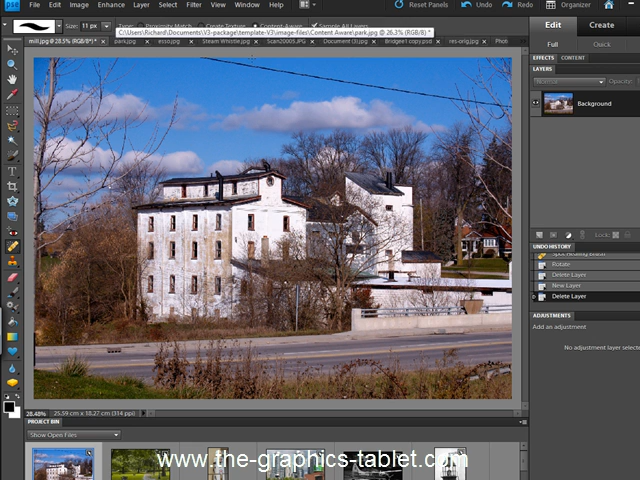 pse File Edit Image Enhance Layer Select Filter View Window Help Reset Panels Undo Redo Organizer
Size: 11 px Type: Proximity Match Create Texture Content-Aware Sample All Layers
C:\Users\Richard\Documents\V3-package\template-V3\image-files\Content Aware\park.jpg @ 26.3% (RGB/8) *
mill.jpg @ 28.5% (RGB/8)* park.jpg esso.jpg Steam Whistle.jpg Scan20005.JPG Document (3).jpg Bridge1 copy.psd res-orig.jpg Phon
Edit Create
Full Quick
EFFECTS CONTENT
LAYERS
Normal Opacity:
Background
Lock:
UNDO HISTORY
Spot Healing Brush
Rotate
Delete Layer
New Layer
Delete Layer
ADJUSTMENTS
Add an adjustment
No adjustment layer selecte
28.48% 25.59 cm x 18.27 cm (314 ppi)
PROJECT BIN
Show Open Files
www.the-graphics-tablet.com